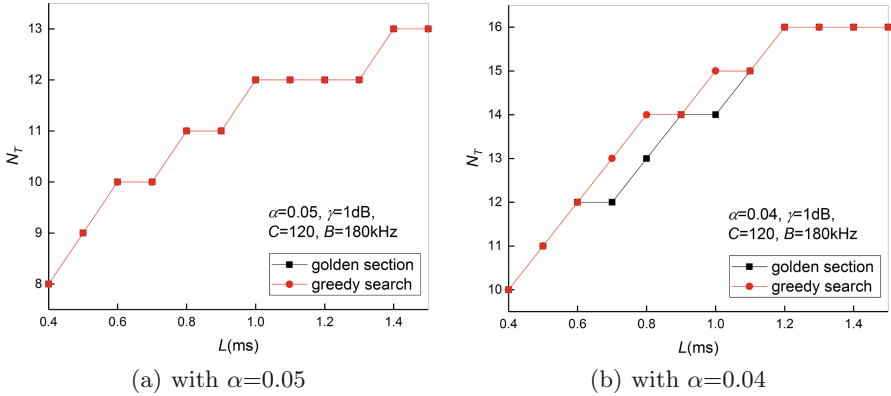 13
12
11
10
9
8
N_T
0.4 0.6 0.8 1.0 1.2 1.4
L(ms)
α=0.05, γ=1dB,
C=120, B=180kHz
golden section
greedy search
(a) with α=0.05
16
15
14
13
12
11
10
N_T
0.4 0.6 0.8 1.0 1.2 1.4
L(ms)
α=0.04, γ=1dB,
C=120, B=180kHz
golden section
greedy search
(b) with α=0.04